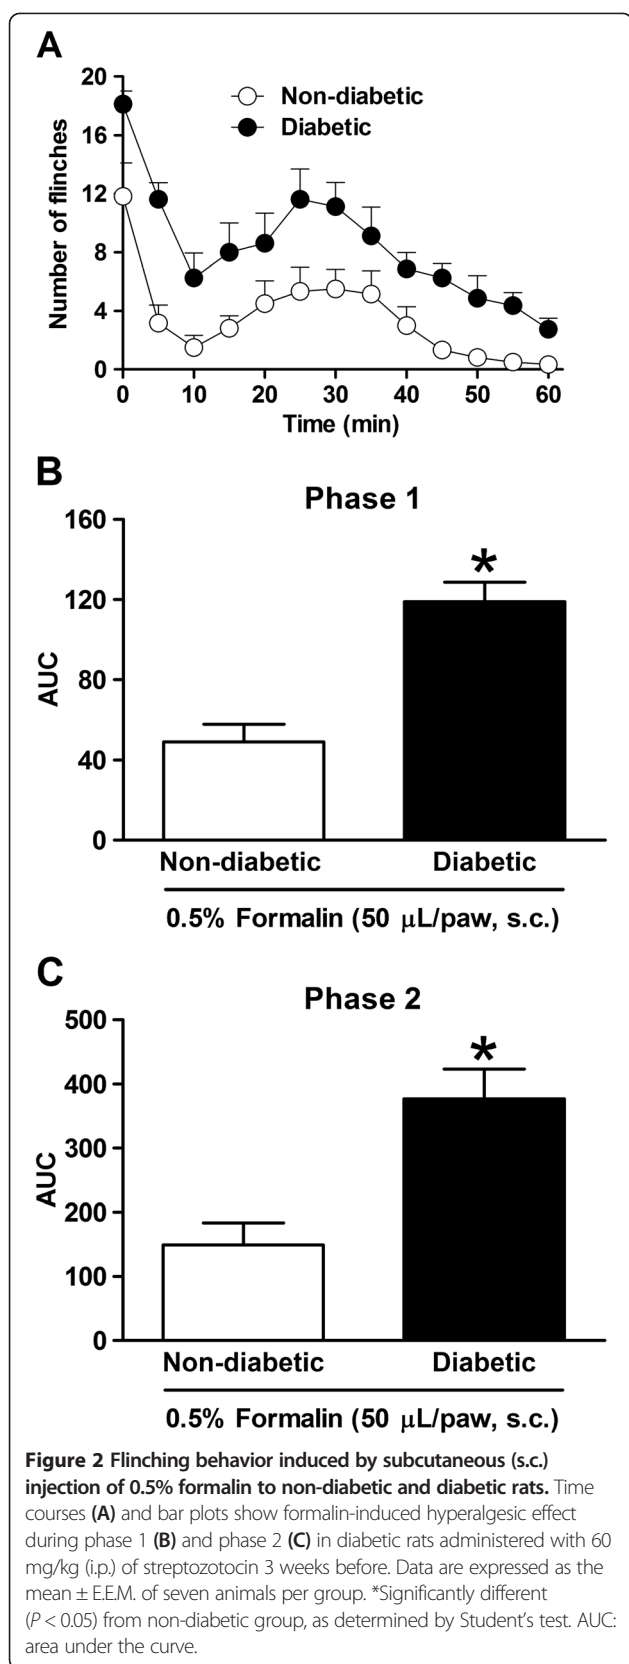 A
20
16
12
8
4
0
Number of flinches
Non-diabetic
Diabetic
0 10 20 30 40 50 60
Time (min)
B
Phase 1
160
120
80
40
0
AUC
*
Non-diabetic Diabetic
0.5% Formalin (50 μL/paw, s.c.)
C
Phase 2
500
400
300
200
100
0
AUC
*
Non-diabetic Diabetic
0.5% Formalin (50 μL/paw, s.c.)
Figure 2 Flinching behavior induced by subcutaneous (s.c.)
injection of 0.5% formalin to non-diabetic and diabetic rats. Time
courses (A) and bar plots show formalin-induced hyperalgesic effect
during phase 1 (B) and phase 2 (C) in diabetic rats administered with 60
mg/kg (i.p.) of streptozotocin 3 weeks before. Data are expressed as the
mean ± E.E.M. of seven animals per group. *Significantly different
(P < 0.05) from non-diabetic group, as determined by Student's test. AUC:
area under the curve.